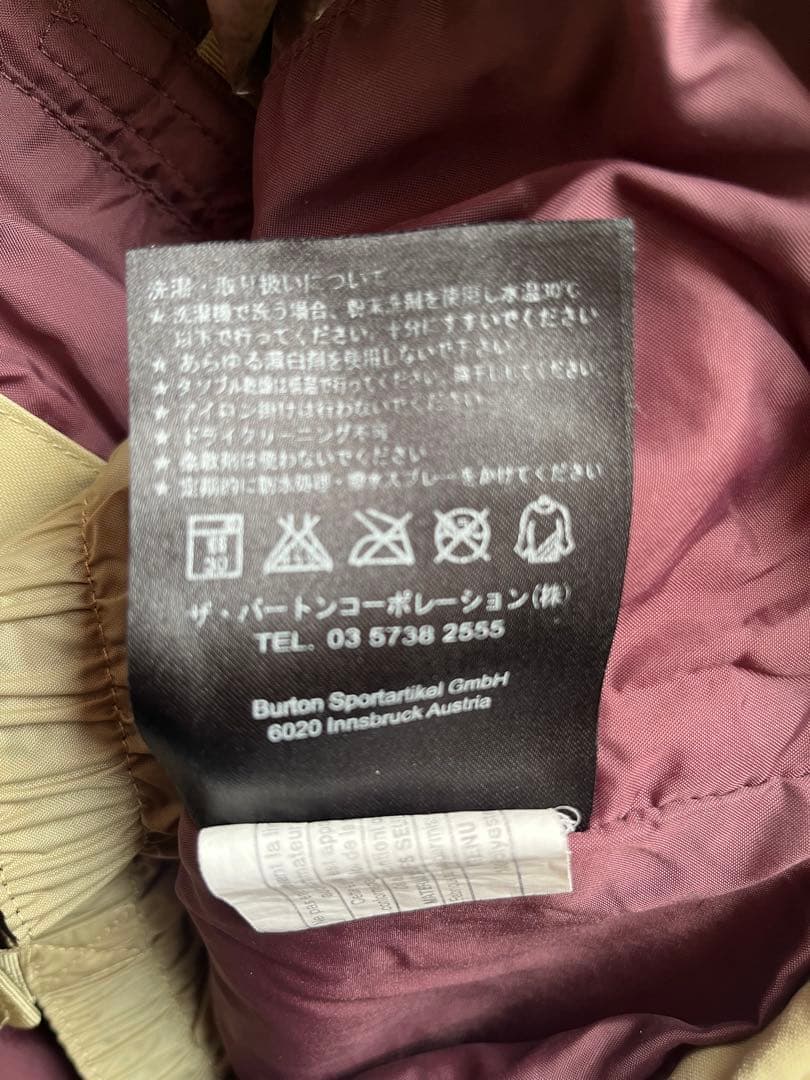 洗濯・取り扱いについて
★ 洗濯機で洗う場合、粉末洗剤を使用し水温30℃
以下で行ってください。十分にすすいでください
★ あらゆる漂白剤を使用しないで下さい
★ タンブル乾燥は低温で行ってください。陰干ししてください。
★ アイロン掛けは行わないでください
★ ドライクリーニング不可
★ 柔軟剤は使わないでください
★ 定期的に防水処理・撥水スプレーをかけてください
30
ザ・バートンコーポレーション(株)
TEL. 03 5738 2555
Burton Sportartikel GmbH
6020 Innsbruck Austria